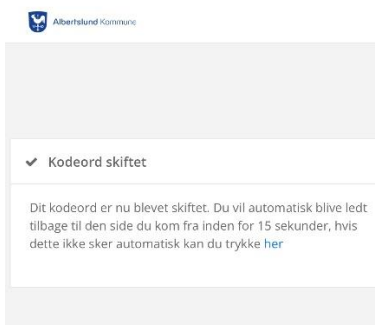 Albertslund Kommune
Kodeord skiftet
Dit kodeord er nu blevet skiftet. Du vil automatisk blive ledt
tilbage til den side du kom fra inden for 15 sekunder, hvis
dette ikke sker automatisk kan du trykke her